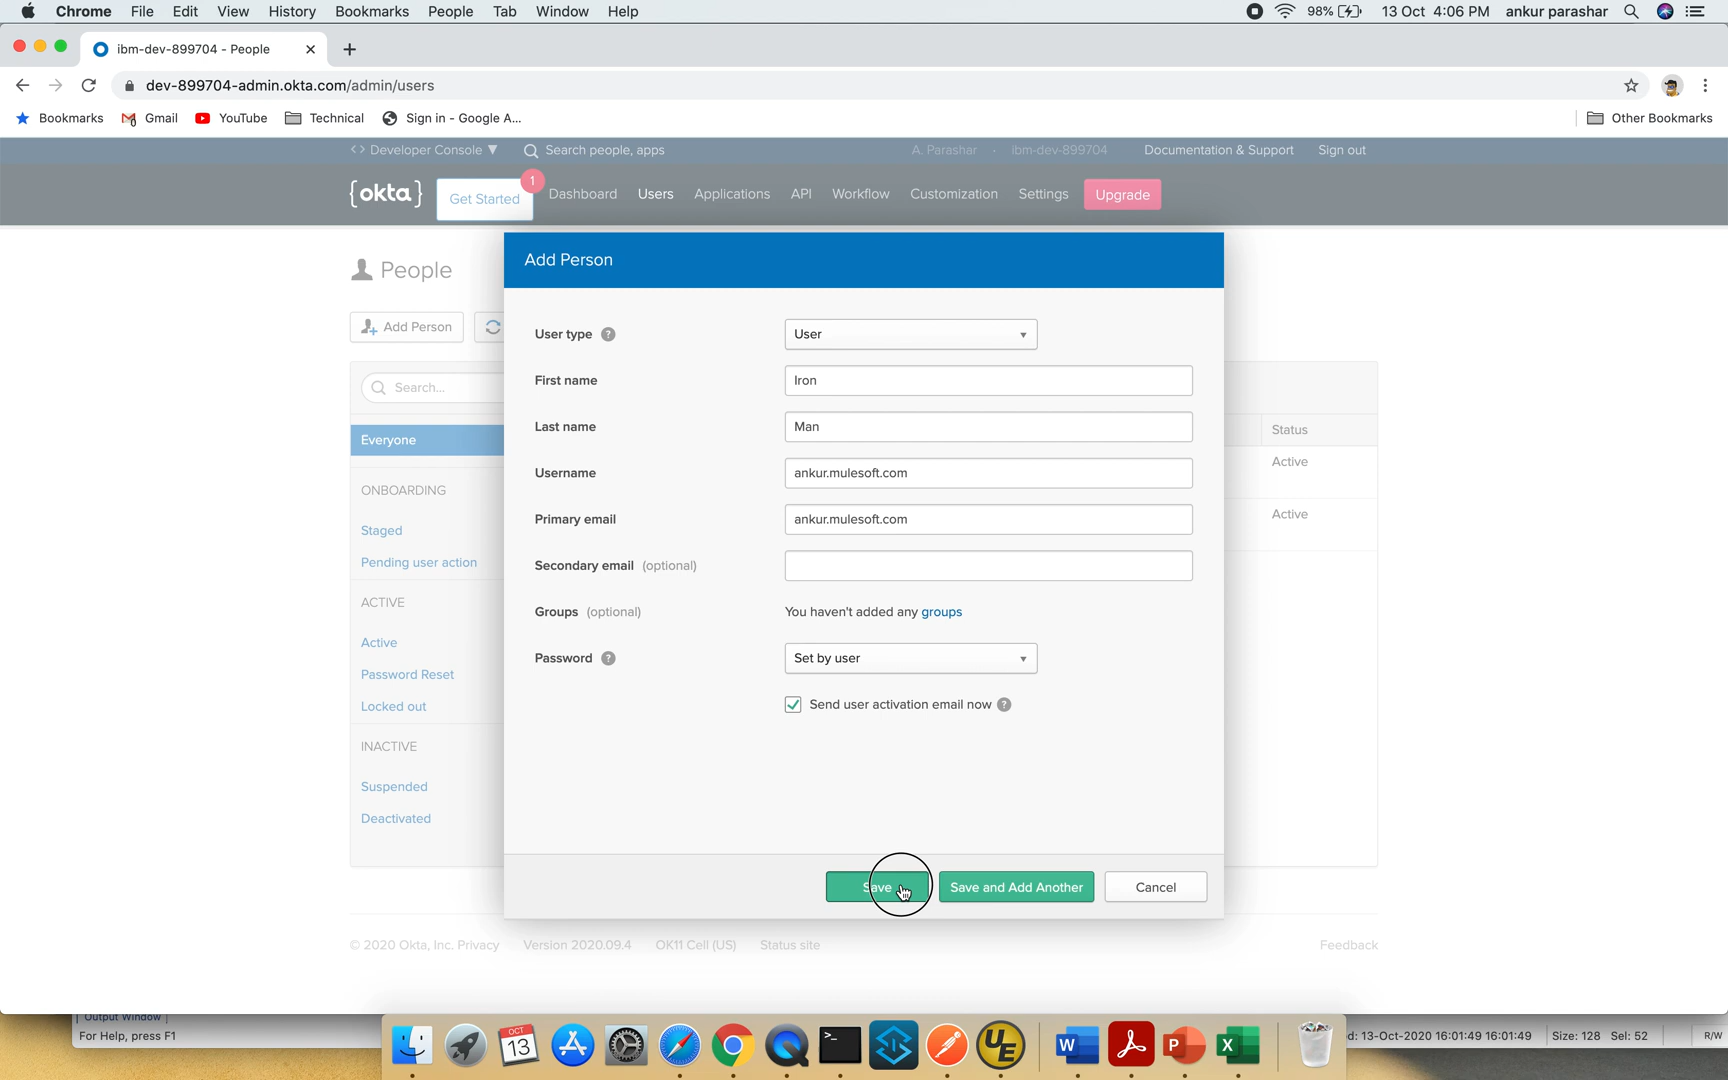 Chrome File Edit View History Bookmarks People Tab Window Help 98% 13 Oct 4:06 PM ankur parashar
ibm-dev-899704 - People
dev-899704-admin.okta.com/admin/users
Bookmarks Gmail YouTube Technical Sign in - Google A... Other Bookmarks
<> Developer Console Search people, apps A. Parashar · ibm-dev-899704 Documentation & Support Sign out
{okta} Get Started 1 Dashboard Users Applications API Workflow Customization Settings Upgrade
People
Add Person
Search...
Everyone
ONBOARDING
Staged
Pending user action
ACTIVE
Active
Password Reset
Locked out
INACTIVE
Suspended
Deactivated
Status
Active
Active
Add Person
User type ? User
First name Iron
Last name Man
Username ankur.mulesoft.com
Primary email ankur.mulesoft.com
Secondary email (optional)
Groups (optional) You haven't added any groups
Password ? Set by user
Send user activation email now ?
Save Save and Add Another Cancel
© 2020 Okta, Inc. Privacy Version 2020.09.4 OK11 Cell (US) Status site Feedback
Output Window
For Help, press F1
OCT
13
>_
UE
W
P
X
d: 13-Oct-2020 16:01:49 16:01:49 Size: 128 Sel: 52 R/W